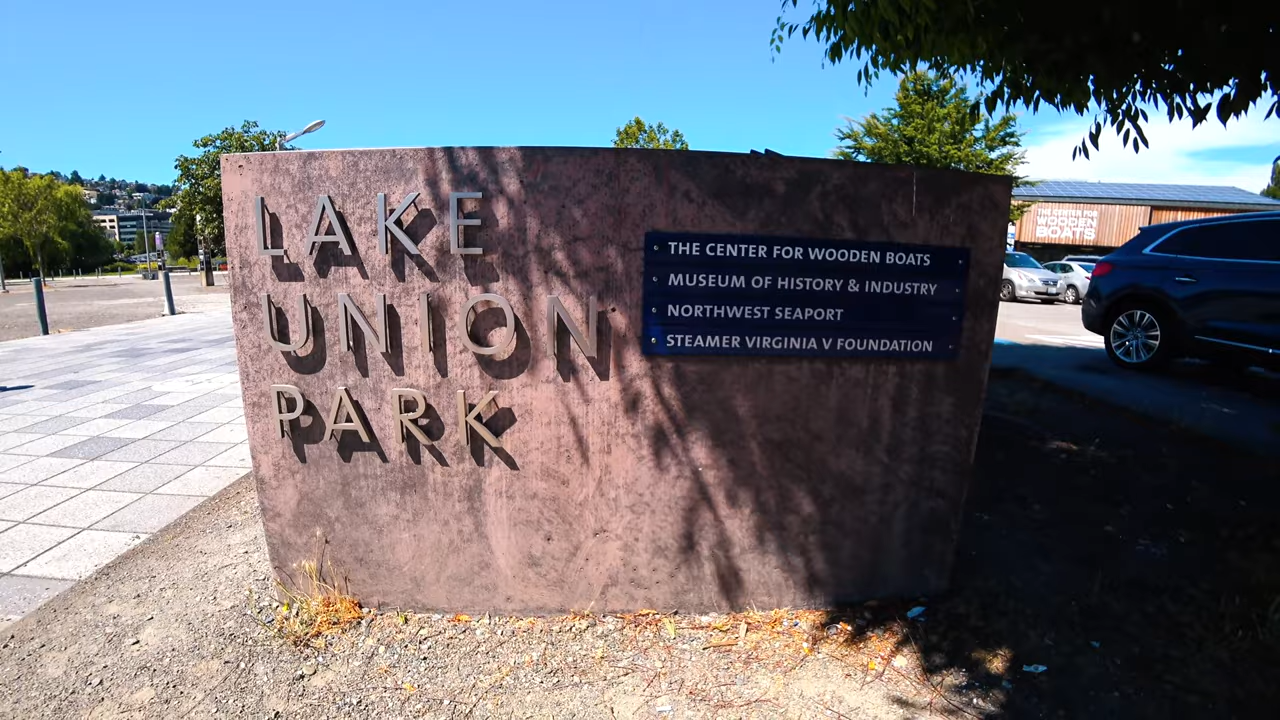 LAKE
UNION
PARK
THE CENTER FOR WOODEN BOATS
MUSEUM OF HISTORY & INDUSTRY
NORTHWEST SEAPORT
STEAMER VIRGINIA V FOUNDATION
THE CENTER FOR
WOODEN
BOATS